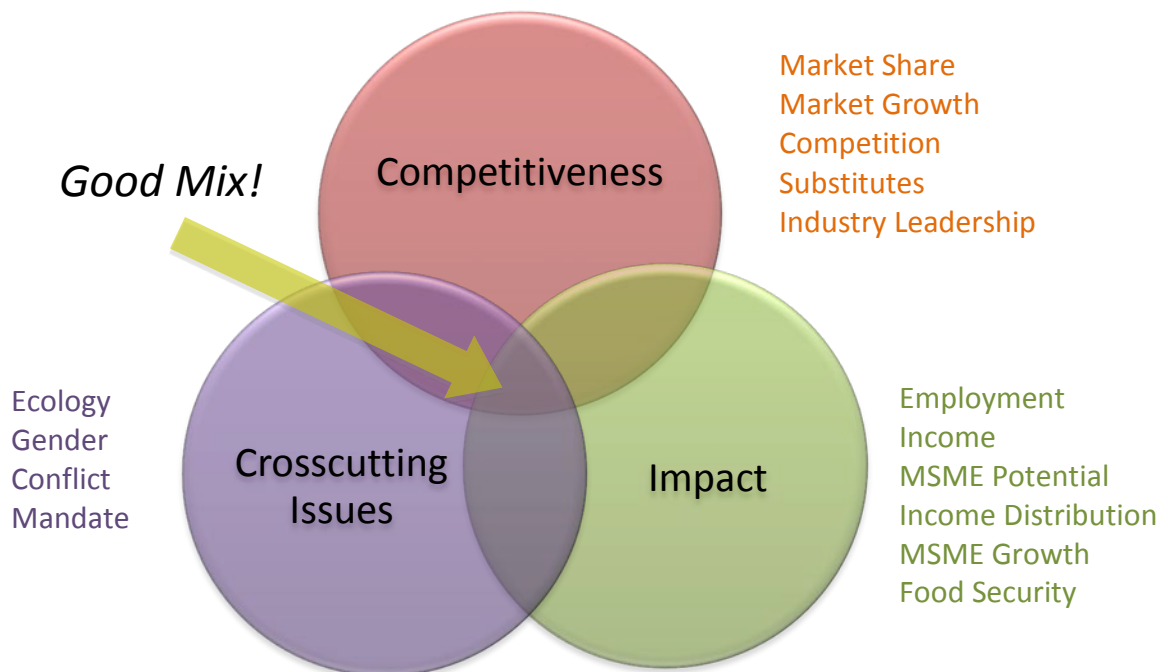 Good Mix!
Competitiveness
Market Share
Market Growth
Competition
Substitutes
Industry Leadership
Ecology
Gender
Conflict
Mandate
Crosscutting
Issues
Impact
Employment
Income
MSME Potential
Income Distribution
MSME Growth
Food Security